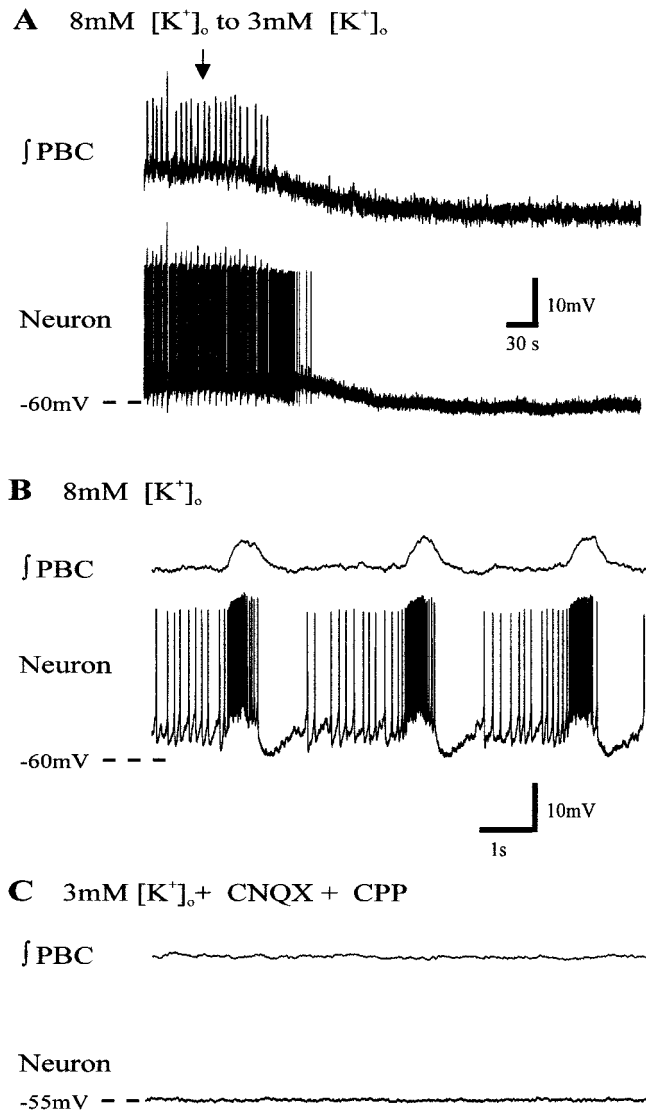 A 8mM [K⁺]ₒ to 3mM [K⁺]ₒ
∫ PBC
Neuron
10mV
30 s
-60mV
B 8mM [K⁺]ₒ
∫ PBC
Neuron
-60mV
10mV
1s
C 3mM [K⁺]ₒ+ CNQX + CPP
∫ PBC
Neuron
-55mV